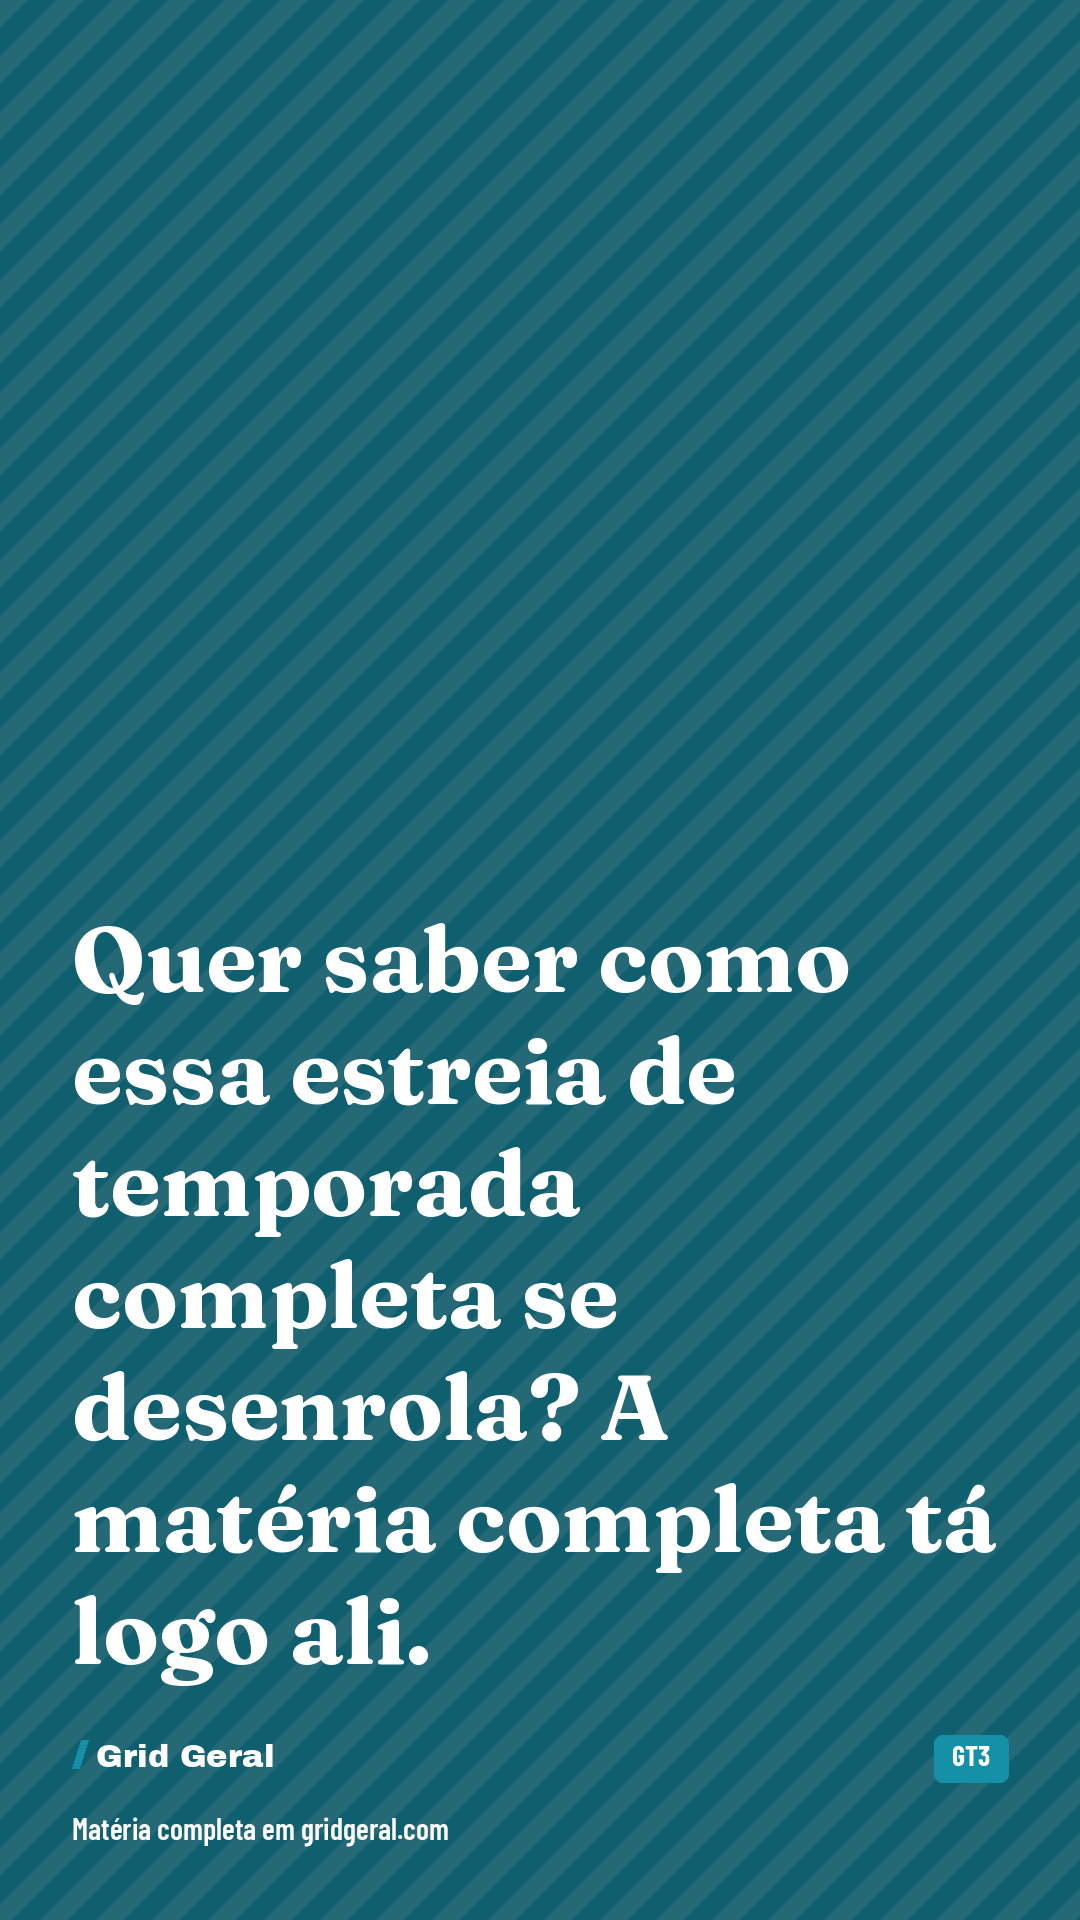 Quer saber como
essa estreia de
temporada
completa se
desenrola? A
matéria completa tá
logo ali.
/ Grid Geral
GT3
Matéria completa em gridgeral.com